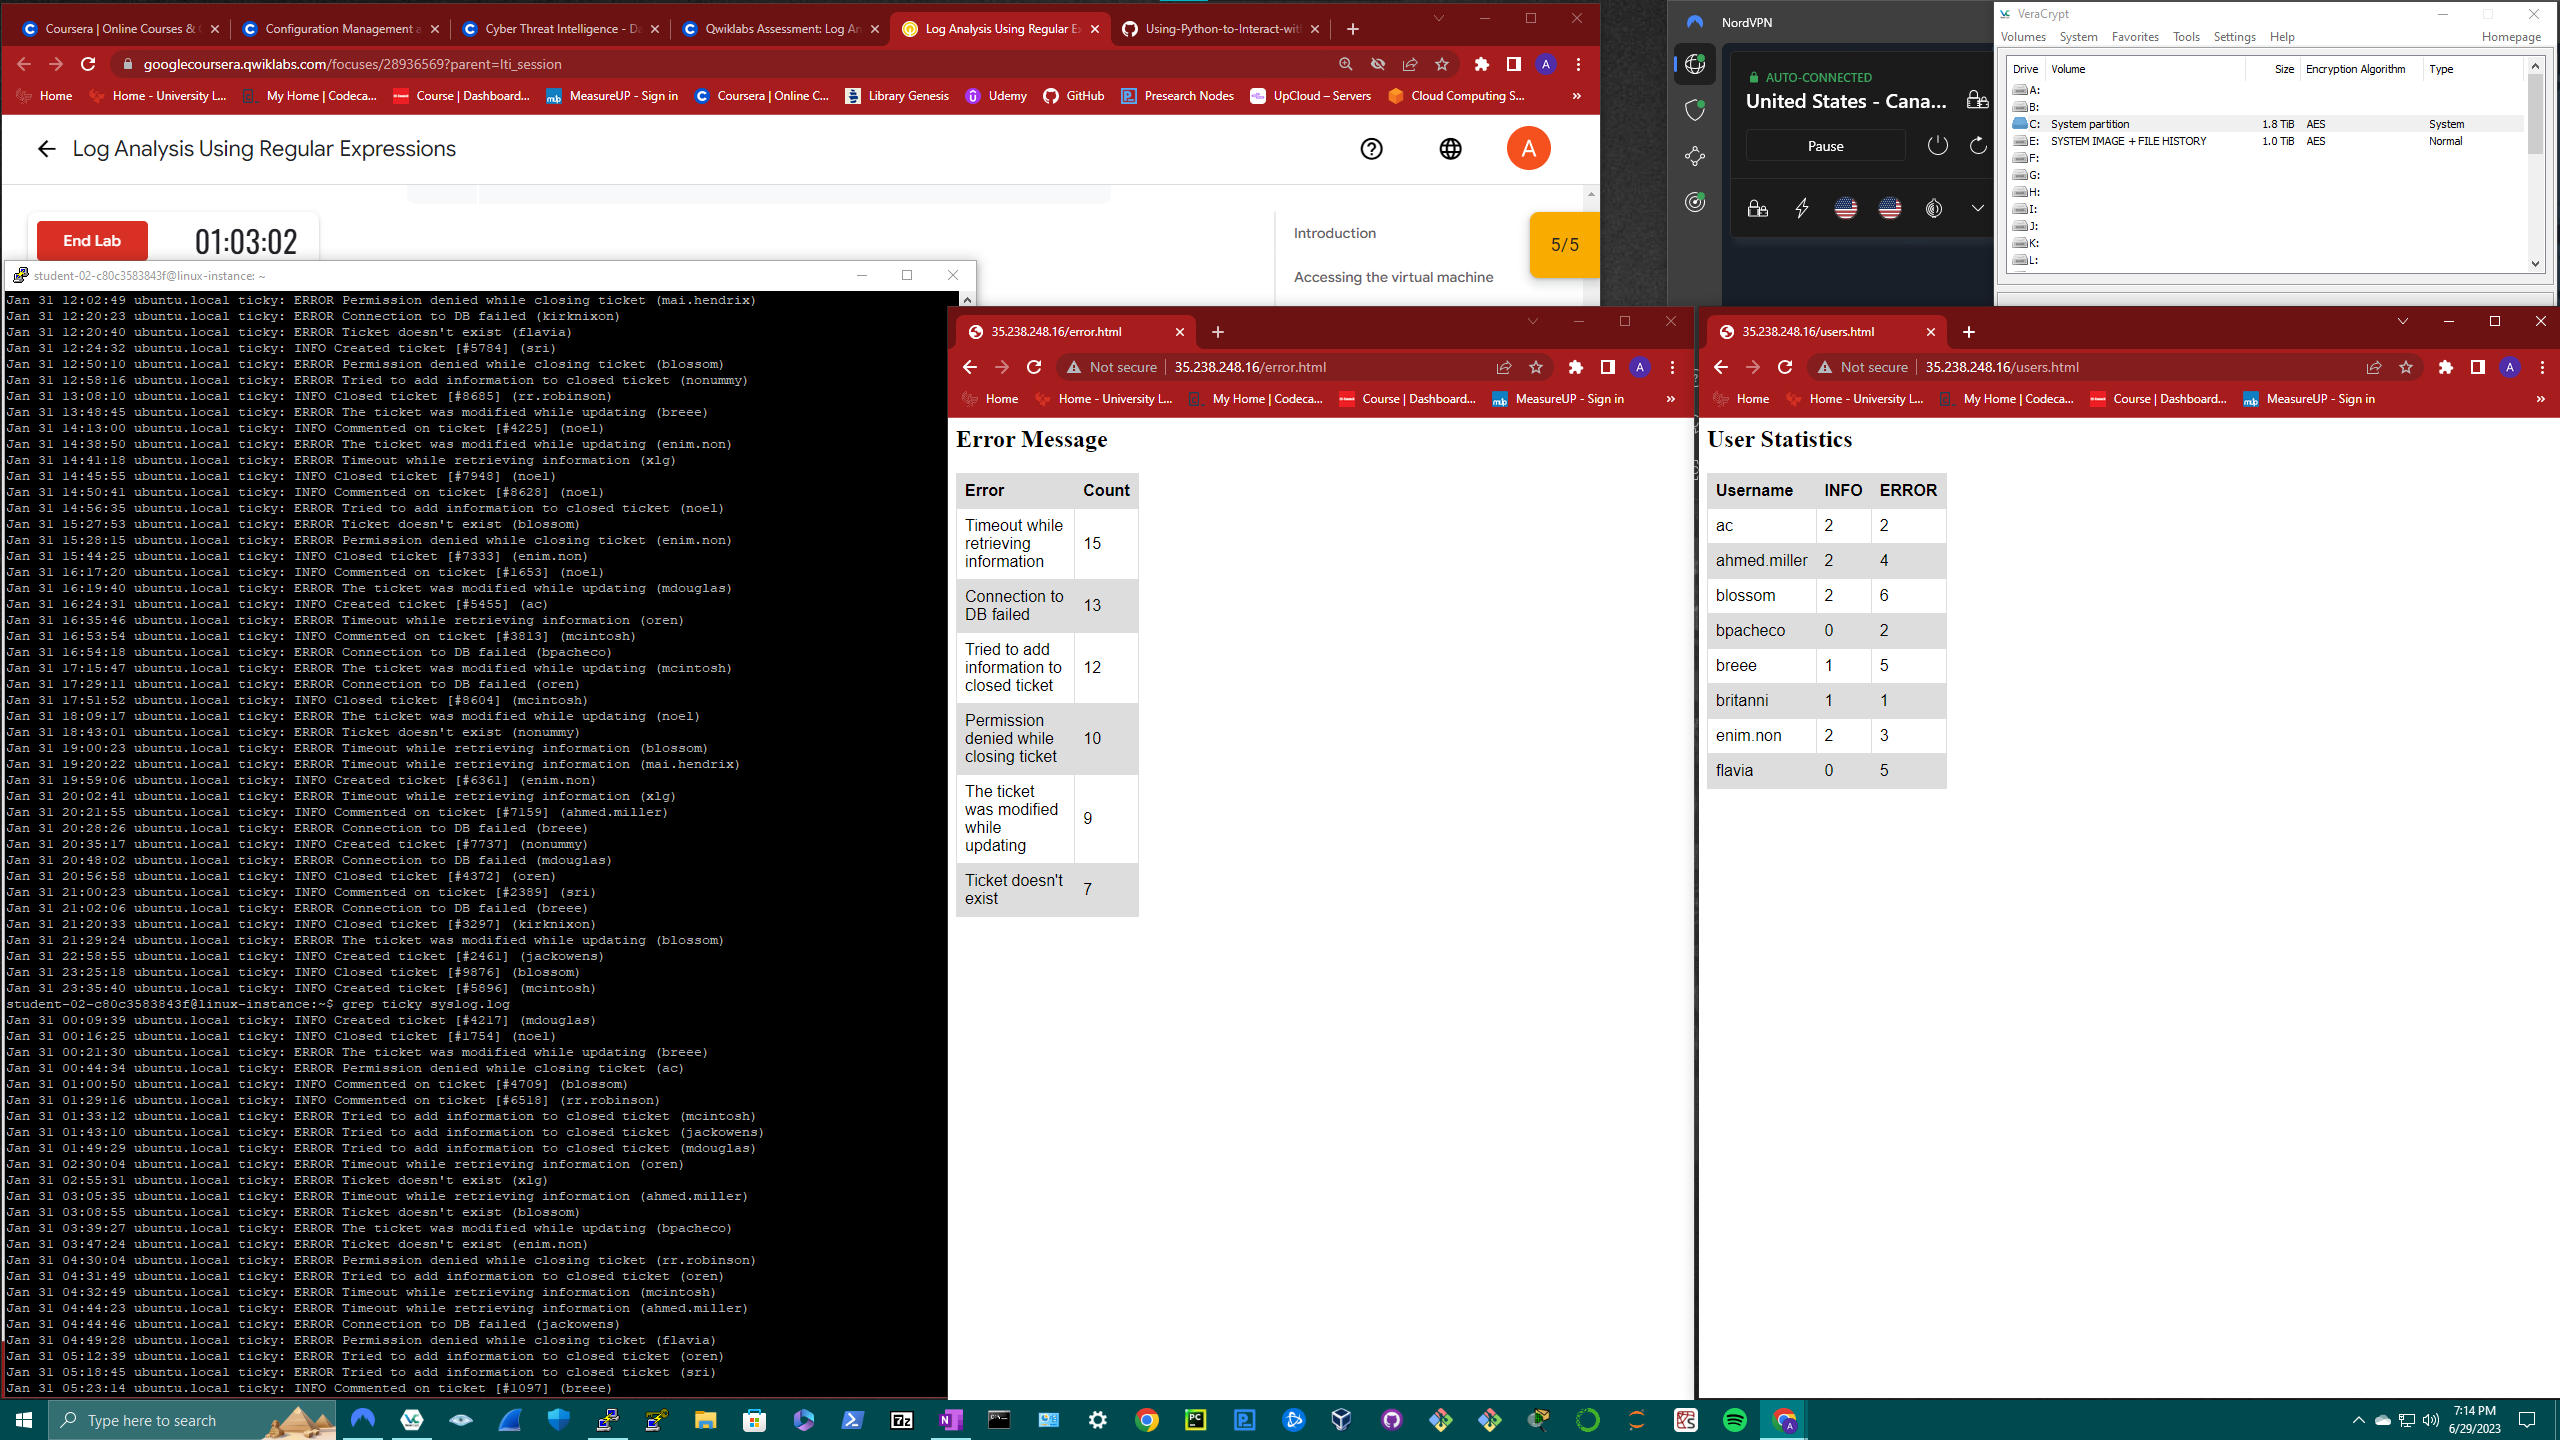 Coursera | Online Courses & C
Configuration Management a
Cyber Threat Intelligence - Da
Qwiklabs Assessment: Log An
Log Analysis Using Regular Ex
Using-Python-to-Interact-with
googlecoursera.qwiklabs.com/focuses/28936569?parent=lti_session
A
Home
Home - University L...
My Home | Codeca...
Course | Dashboard...
MeasureUP - Sign in
Coursera | Online C...
Library Genesis
Udemy
GitHub
Presearch Nodes
UpCloud – Servers
Cloud Computing S...
»
Log Analysis Using Regular Expressions
A
End Lab
01:03:02
Introduction
Accessing the virtual machine
5/5
NordVPN
AUTO-CONNECTED
United States - Cana...
Pause
VeraCrypt
Volumes System Favorites Tools Settings Help Homepage
Drive Volume Size Encryption Algorithm Type
A:
B:
C: System partition 1.8 TiB AES System
E: SYSTEM IMAGE + FILE HISTORY 1.0 TiB AES Normal
F:
G:
H:
I:
J:
K:
L:
student-02-c80c3583843f@linux-instance: ~
Jan 31 12:02:49 ubuntu.local ticky: ERROR Permission denied while closing ticket (mai.hendrix)
Jan 31 12:20:23 ubuntu.local ticky: ERROR Connection to DB failed (kirknixon)
Jan 31 12:20:40 ubuntu.local ticky: ERROR Ticket doesn't exist (flavia)
Jan 31 12:24:32 ubuntu.local ticky: INFO Created ticket [#5784] (sri)
Jan 31 12:50:10 ubuntu.local ticky: ERROR Permission denied while closing ticket (blossom)
Jan 31 12:58:16 ubuntu.local ticky: ERROR Tried to add information to closed ticket (nonummy)
Jan 31 13:08:10 ubuntu.local ticky: INFO Closed ticket [#8685] (rr.robinson)
Jan 31 13:48:45 ubuntu.local ticky: ERROR The ticket was modified while updating (breee)
Jan 31 14:13:00 ubuntu.local ticky: INFO Commented on ticket [#4225] (noel)
Jan 31 14:38:50 ubuntu.local ticky: ERROR The ticket was modified while updating (enim.non)
Jan 31 14:41:18 ubuntu.local ticky: ERROR Timeout while retrieving information (xlg)
Jan 31 14:45:55 ubuntu.local ticky: INFO Closed ticket [#7948] (noel)
Jan 31 14:50:41 ubuntu.local ticky: INFO Commented on ticket [#8628] (noel)
Jan 31 14:56:35 ubuntu.local ticky: ERROR Tried to add information to closed ticket (noel)
Jan 31 15:27:53 ubuntu.local ticky: ERROR Ticket doesn't exist (blossom)
Jan 31 15:28:15 ubuntu.local ticky: ERROR Permission denied while closing ticket (enim.non)
Jan 31 15:44:25 ubuntu.local ticky: INFO Closed ticket [#7333] (enim.non)
Jan 31 16:17:20 ubuntu.local ticky: INFO Commented on ticket [#1653] (noel)
Jan 31 16:19:40 ubuntu.local ticky: ERROR The ticket was modified while updating (mdouglas)
Jan 31 16:24:31 ubuntu.local ticky: INFO Created ticket [#5455] (ac)
Jan 31 16:35:46 ubuntu.local ticky: ERROR Timeout while retrieving information (oren)
Jan 31 16:53:54 ubuntu.local ticky: INFO Commented on ticket [#3813] (mcintosh)
Jan 31 16:54:18 ubuntu.local ticky: ERROR Connection to DB failed (bpacheco)
Jan 31 17:15:47 ubuntu.local ticky: ERROR The ticket was modified while updating (mcintosh)
Jan 31 17:29:11 ubuntu.local ticky: ERROR Connection to DB failed (oren)
Jan 31 17:51:52 ubuntu.local ticky: INFO Closed ticket [#8604] (mcintosh)
Jan 31 18:09:17 ubuntu.local ticky: ERROR The ticket was modified while updating (noel)
Jan 31 18:43:01 ubuntu.local ticky: ERROR Ticket doesn't exist (nonummy)
Jan 31 19:00:23 ubuntu.local ticky: ERROR Timeout while retrieving information (blossom)
Jan 31 19:20:22 ubuntu.local ticky: ERROR Timeout while retrieving information (mai.hendrix)
Jan 31 19:59:06 ubuntu.local ticky: INFO Created ticket [#6361] (enim.non)
Jan 31 20:02:41 ubuntu.local ticky: ERROR Timeout while retrieving information (xlg)
Jan 31 20:21:55 ubuntu.local ticky: INFO Commented on ticket [#7159] (ahmed.miller)
Jan 31 20:28:26 ubuntu.local ticky: ERROR Connection to DB failed (breee)
Jan 31 20:35:17 ubuntu.local ticky: INFO Created ticket [#7737] (nonummy)
Jan 31 20:48:02 ubuntu.local ticky: ERROR Connection to DB failed (mdouglas)
Jan 31 20:56:58 ubuntu.local ticky: INFO Closed ticket [#4372] (oren)
Jan 31 21:00:23 ubuntu.local ticky: INFO Commented on ticket [#2389] (sri)
Jan 31 21:02:06 ubuntu.local ticky: ERROR Connection to DB failed (breee)
Jan 31 21:20:33 ubuntu.local ticky: INFO Closed ticket [#3297] (kirknixon)
Jan 31 21:29:24 ubuntu.local ticky: ERROR The ticket was modified while updating (blossom)
Jan 31 22:58:55 ubuntu.local ticky: INFO Created ticket [#2461] (jackowens)
Jan 31 23:25:18 ubuntu.local ticky: INFO Closed ticket [#9876] (blossom)
Jan 31 23:35:40 ubuntu.local ticky: INFO Created ticket [#5896] (mcintosh)
student-02-c80c3583843f@linux-instance:~$ grep ticky syslog.log
Jan 31 00:09:39 ubuntu.local ticky: INFO Created ticket [#4217] (mdouglas)
Jan 31 00:16:25 ubuntu.local ticky: INFO Closed ticket [#1754] (noel)
Jan 31 00:21:30 ubuntu.local ticky: ERROR The ticket was modified while updating (breee)
Jan 31 00:44:34 ubuntu.local ticky: ERROR Permission denied while closing ticket (ac)
Jan 31 01:00:50 ubuntu.local ticky: INFO Commented on ticket [#4709] (blossom)
Jan 31 01:29:16 ubuntu.local ticky: INFO Commented on ticket [#6518] (rr.robinson)
Jan 31 01:33:12 ubuntu.local ticky: ERROR Tried to add information to closed ticket (mcintosh)
Jan 31 01:43:10 ubuntu.local ticky: ERROR Tried to add information to closed ticket (jackowens)
Jan 31 01:49:29 ubuntu.local ticky: ERROR Tried to add information to closed ticket (mdouglas)
Jan 31 02:30:04 ubuntu.local ticky: ERROR Timeout while retrieving information (oren)
Jan 31 02:55:31 ubuntu.local ticky: ERROR Ticket doesn't exist (xlg)
Jan 31 03:05:35 ubuntu.local ticky: ERROR Timeout while retrieving information (ahmed.miller)
Jan 31 03:08:55 ubuntu.local ticky: ERROR Ticket doesn't exist (blossom)
Jan 31 03:39:27 ubuntu.local ticky: ERROR The ticket was modified while updating (bpacheco)
Jan 31 03:47:24 ubuntu.local ticky: ERROR Ticket doesn't exist (enim.non)
Jan 31 04:30:04 ubuntu.local ticky: ERROR Permission denied while closing ticket (rr.robinson)
Jan 31 04:31:49 ubuntu.local ticky: ERROR Tried to add information to closed ticket (oren)
Jan 31 04:32:49 ubuntu.local ticky: ERROR Timeout while retrieving information (mcintosh)
Jan 31 04:44:23 ubuntu.local ticky: ERROR Timeout while retrieving information (ahmed.miller)
Jan 31 04:44:46 ubuntu.local ticky: ERROR Connection to DB failed (jackowens)
Jan 31 04:49:28 ubuntu.local ticky: ERROR Permission denied while closing ticket (flavia)
Jan 31 05:12:39 ubuntu.local ticky: ERROR Tried to add information to closed ticket (oren)
Jan 31 05:18:45 ubuntu.local ticky: ERROR Tried to add information to closed ticket (sri)
Jan 31 05:23:14 ubuntu.local ticky: INFO Commented on ticket [#1097] (breee)
35.238.248.16/error.html
Not secure 35.238.248.16/error.html
A
Home
Home - University L...
My Home | Codeca...
Course | Dashboard...
MeasureUP - Sign in
»
Error Message
Error Count
Timeout while
retrieving 15
information
Connection to 13
DB failed
Tried to add
information to 12
closed ticket
Permission
denied while 10
closing ticket
The ticket
was modified 9
while
updating
Ticket doesn't 7
exist
35.238.248.16/users.html
Not secure 35.238.248.16/users.html
A
Home
Home - University L...
My Home | Codeca...
Course | Dashboard...
MeasureUP - Sign in
»
User Statistics
Username INFO ERROR
ac 2 2
ahmed.miller 2 4
blossom 2 6
bpacheco 0 2
breee 1 5
britanni 1 1
enim.non 2 3
flavia 0 5
Type here to search
7:14 PM
6/29/2023